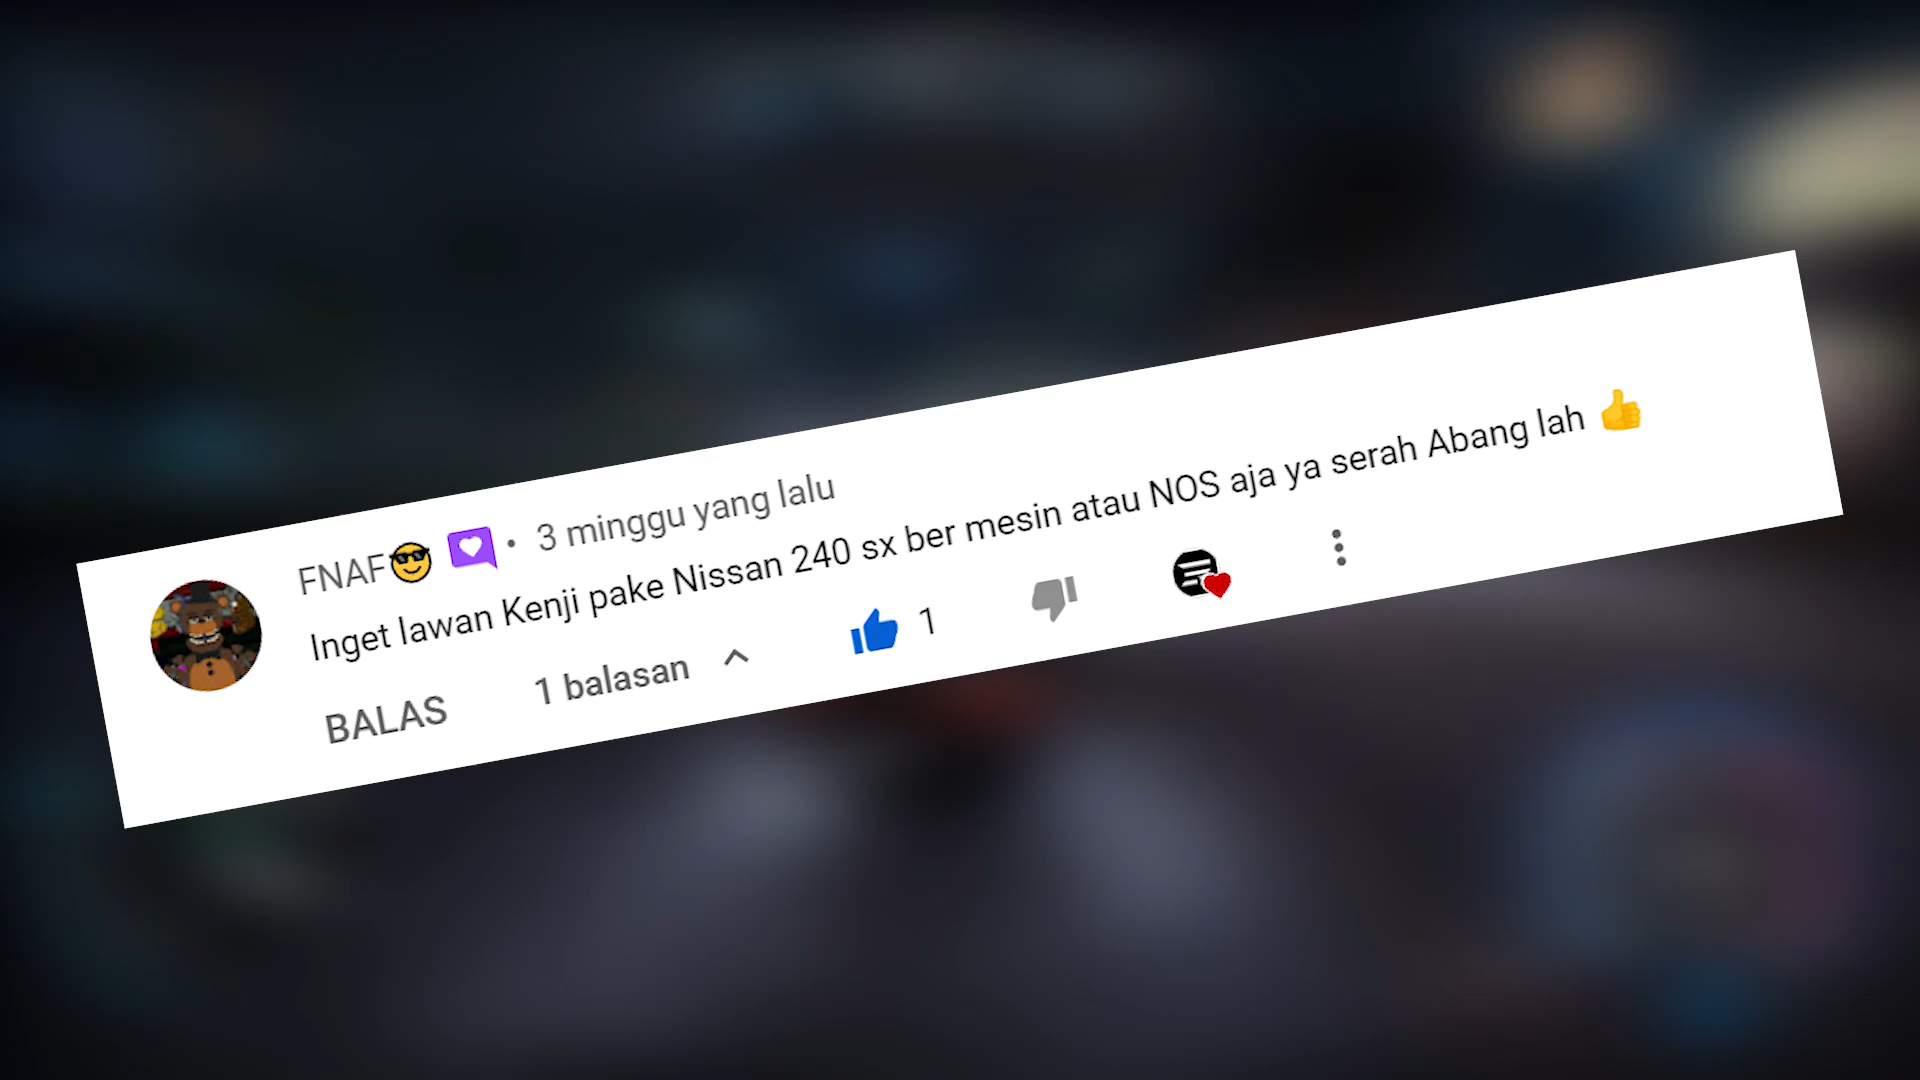 FNAF😎 • 3 minggu yang lalu
Inget lawan Kenji pake Nissan 240 sx ber mesin atau NOS aja ya serah Abang lah 👍
BALAS 1 balasan 1